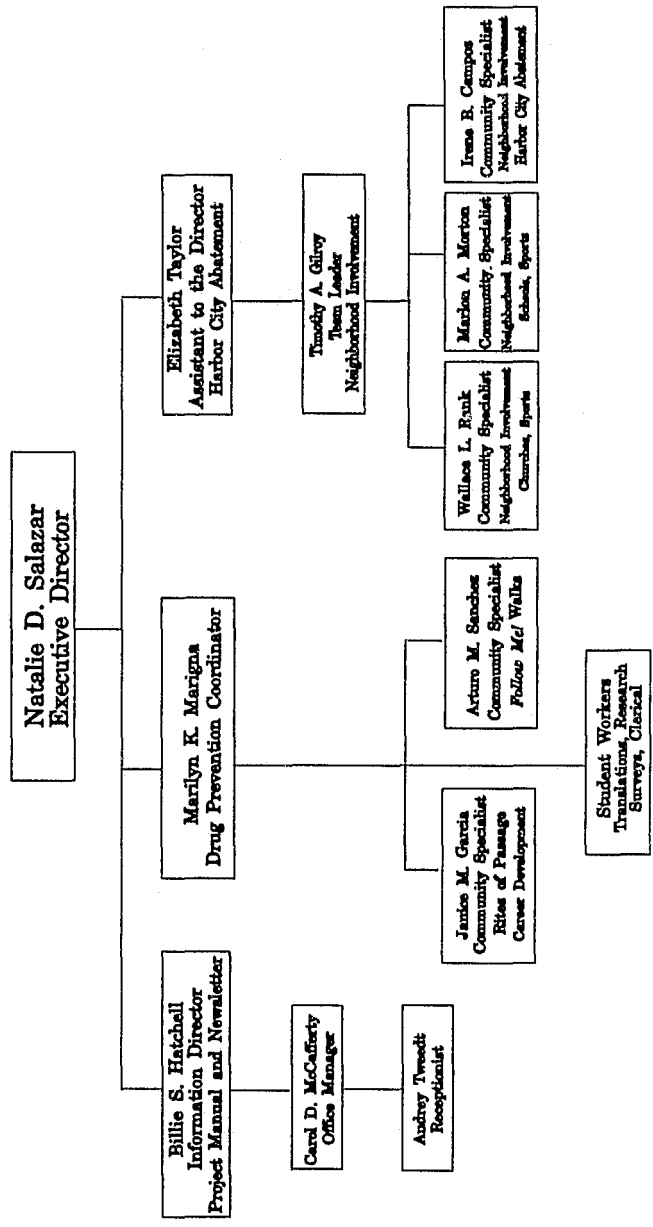 Natalie D. Salazar
Executive Director
Billie S. Hatchell
Information Director
Project Manual and Newsletter
Marilyn K. Marigna
Drug Prevention Coordinator
Elizabeth Taylor
Assistant to the Director
Harbor City Abatement
Carol D. McCafferty
Office Manager
Timothy A. Gilroy
Team Leader
Neighborhood Involvement
Andrey Tweedt
Receptionist
Janice M. Garcia
Community Specialist
Rites of Passage
Career Development
Arturo M. Sanchez
Community Specialist
Follow Me! Walks
Wallace L. Rank
Community Specialist
Neighborhood Involvement
Churches, Sports
Marion A. Morton
Community Specialist
Neighborhood Involvement
Schools, Sports
Irene R. Campos
Community Specialist
Neighborhood Involvement
Harbor City Abatement
Student Workers
Translations, Research
Surveys, Clerical